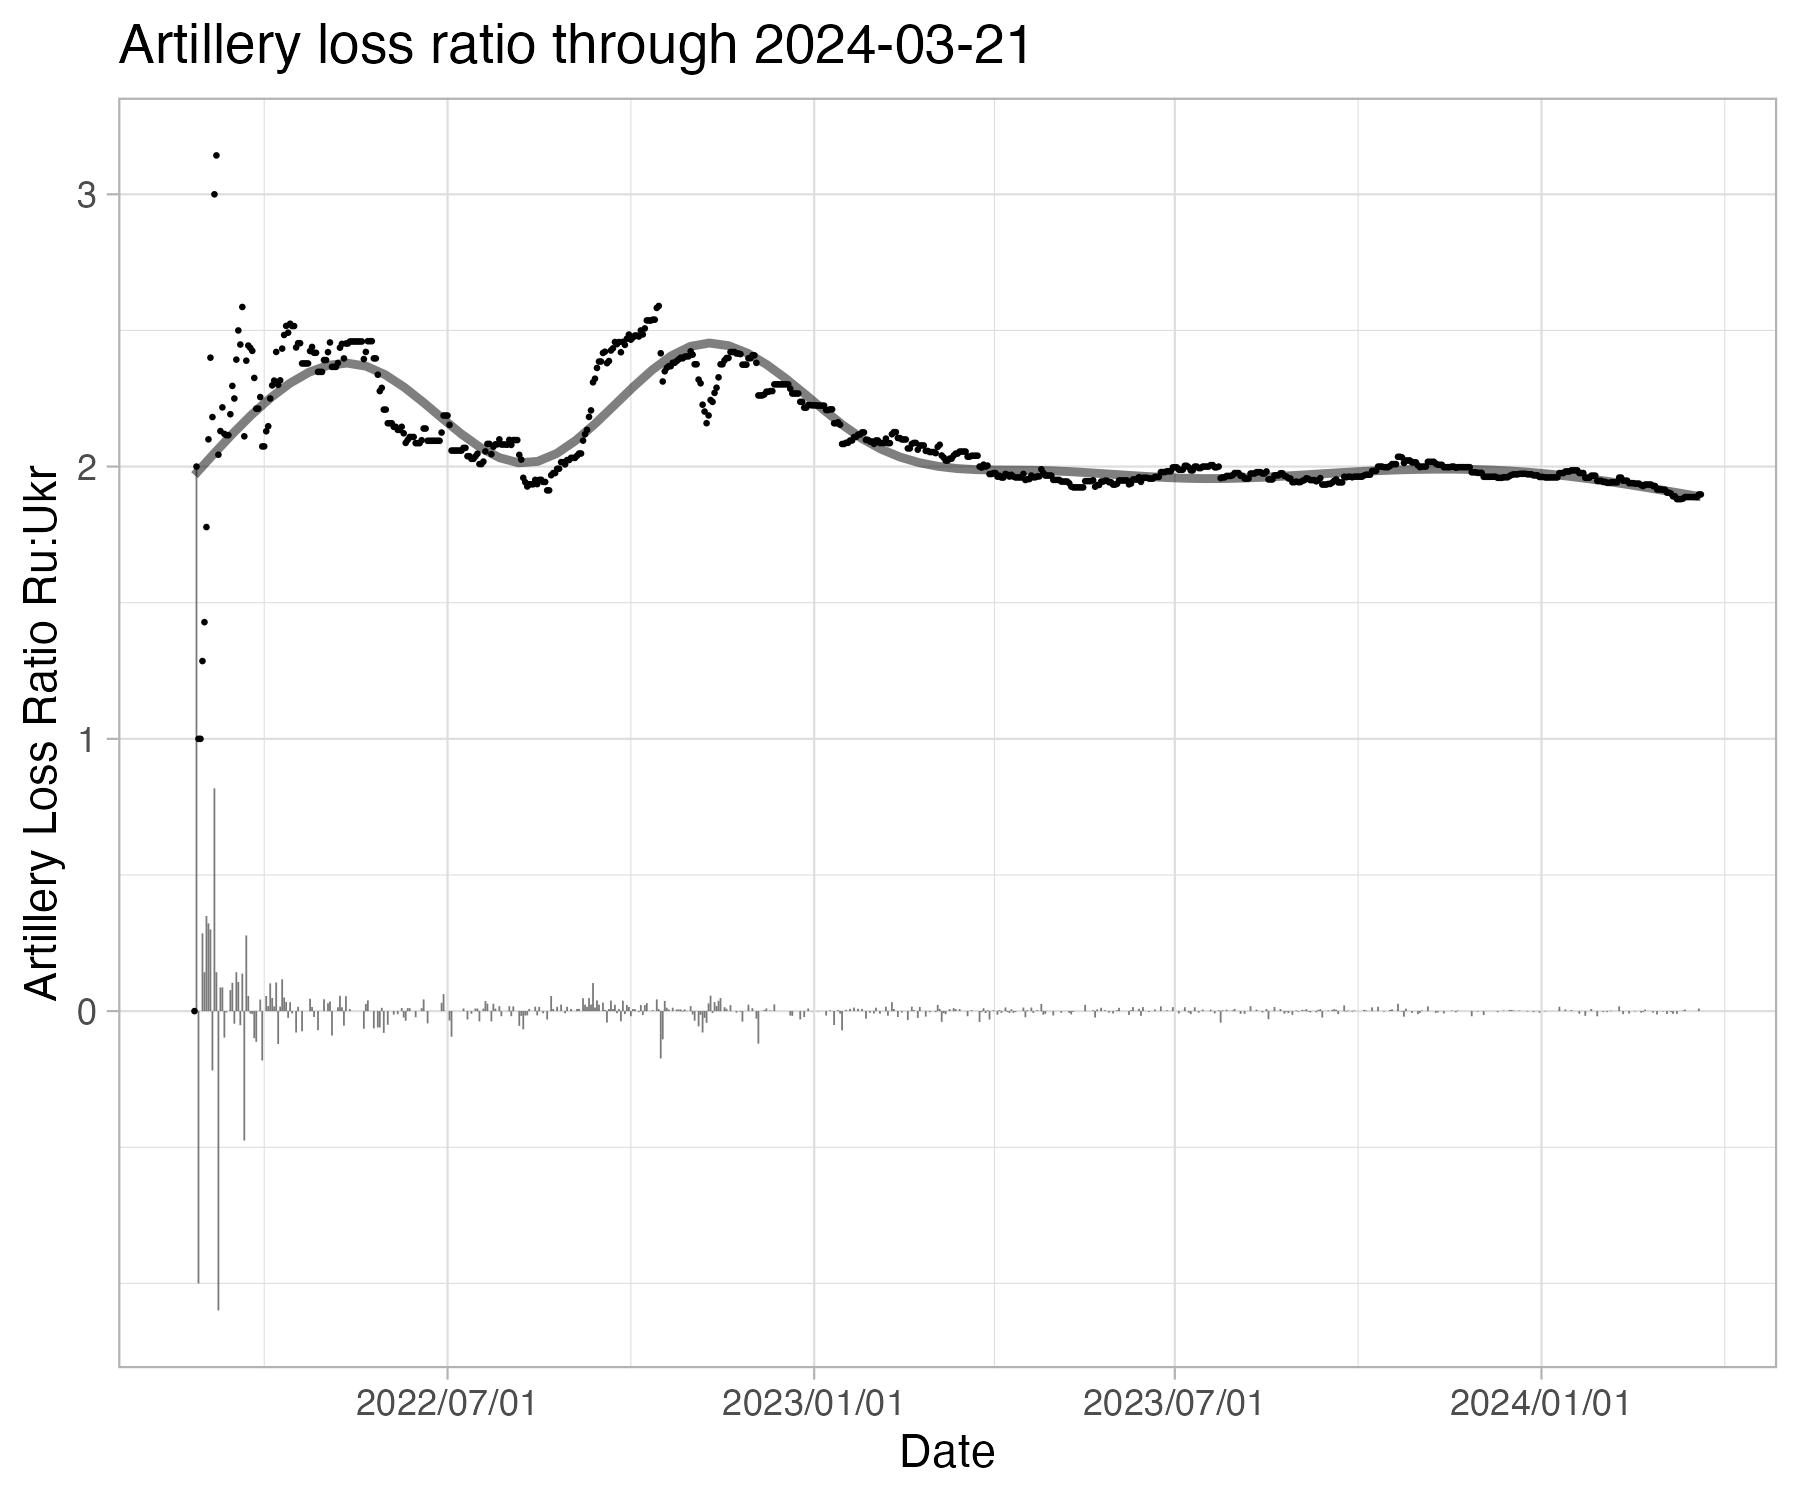 Artillery loss ratio through 2024-03-21
Artillery Loss Ratio Ru:Ukr
3
2
1
0
2022/07/01
2023/01/01
2023/07/01
2024/01/01
Date